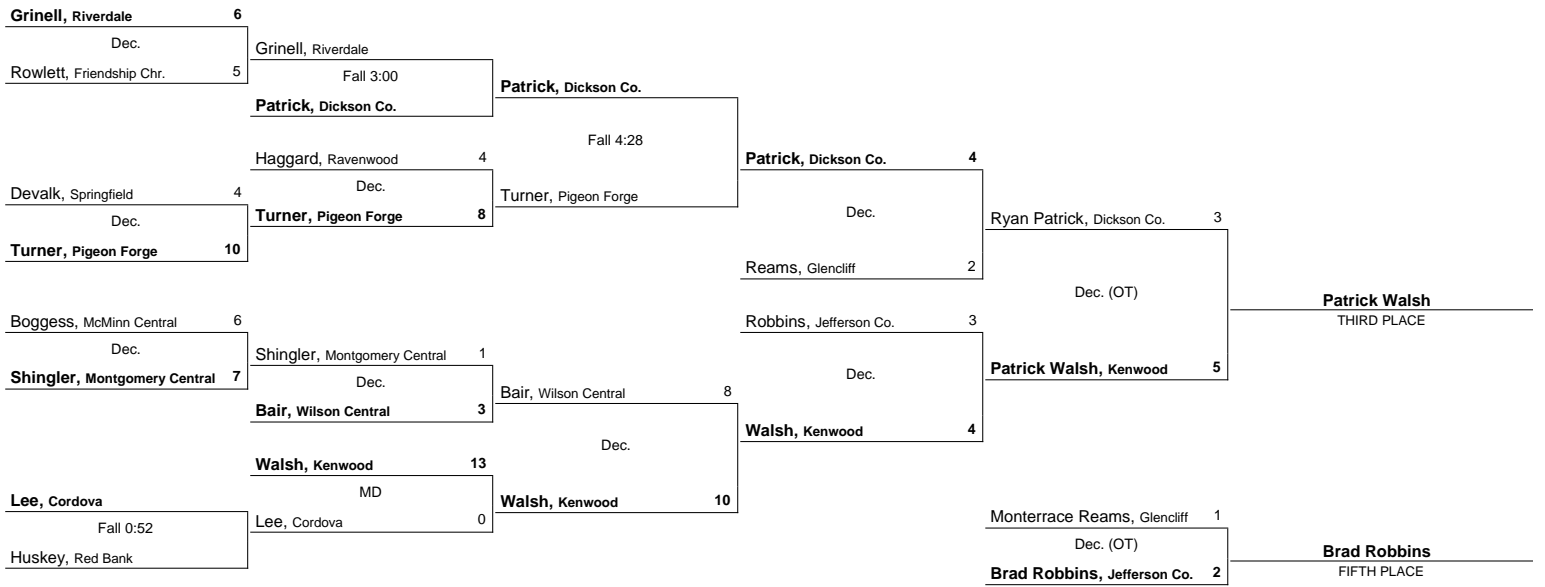 Grinell, Riverdale 6
Dec.
Rowlett, Friendship Chr. 5
Devalk, Springfield 4
Dec.
Turner, Pigeon Forge 10
Boggess, McMinn Central 6
Dec.
Shingler, Montgomery Central 7
Lee, Cordova
Fall 0:52
Huskey, Red Bank
Grinell, Riverdale
Fall 3:00
Patrick, Dickson Co.
Haggard, Ravenwood 4
Dec.
Turner, Pigeon Forge 8
Shingler, Montgomery Central 1
Dec.
Bair, Wilson Central 3
Walsh, Kenwood 13
MD
Lee, Cordova 0
Patrick, Dickson Co.
Fall 4:28
Turner, Pigeon Forge
Bair, Wilson Central 8
Dec.
Walsh, Kenwood 10
Patrick, Dickson Co. 4
Dec.
Reams, Glencliff 2
Robbins, Jefferson Co. 3
Dec.
Walsh, Kenwood 4
Ryan Patrick, Dickson Co. 3
Dec. (OT)
Patrick Walsh, Kenwood 5
Patrick Walsh
THIRD PLACE
Monterrace Reams, Glencliff 1
Dec. (OT)
Brad Robbins, Jefferson Co. 2
Brad Robbins
FIFTH PLACE